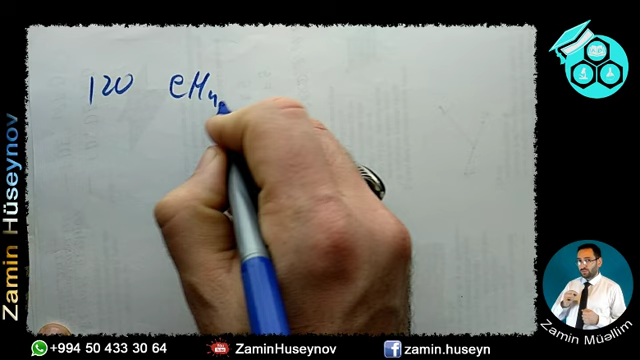 120 CH4
Zamin Hüseynov
Zamin Müəllim
+994 50 433 30 64 ZaminHuseynov zamin.huseyn